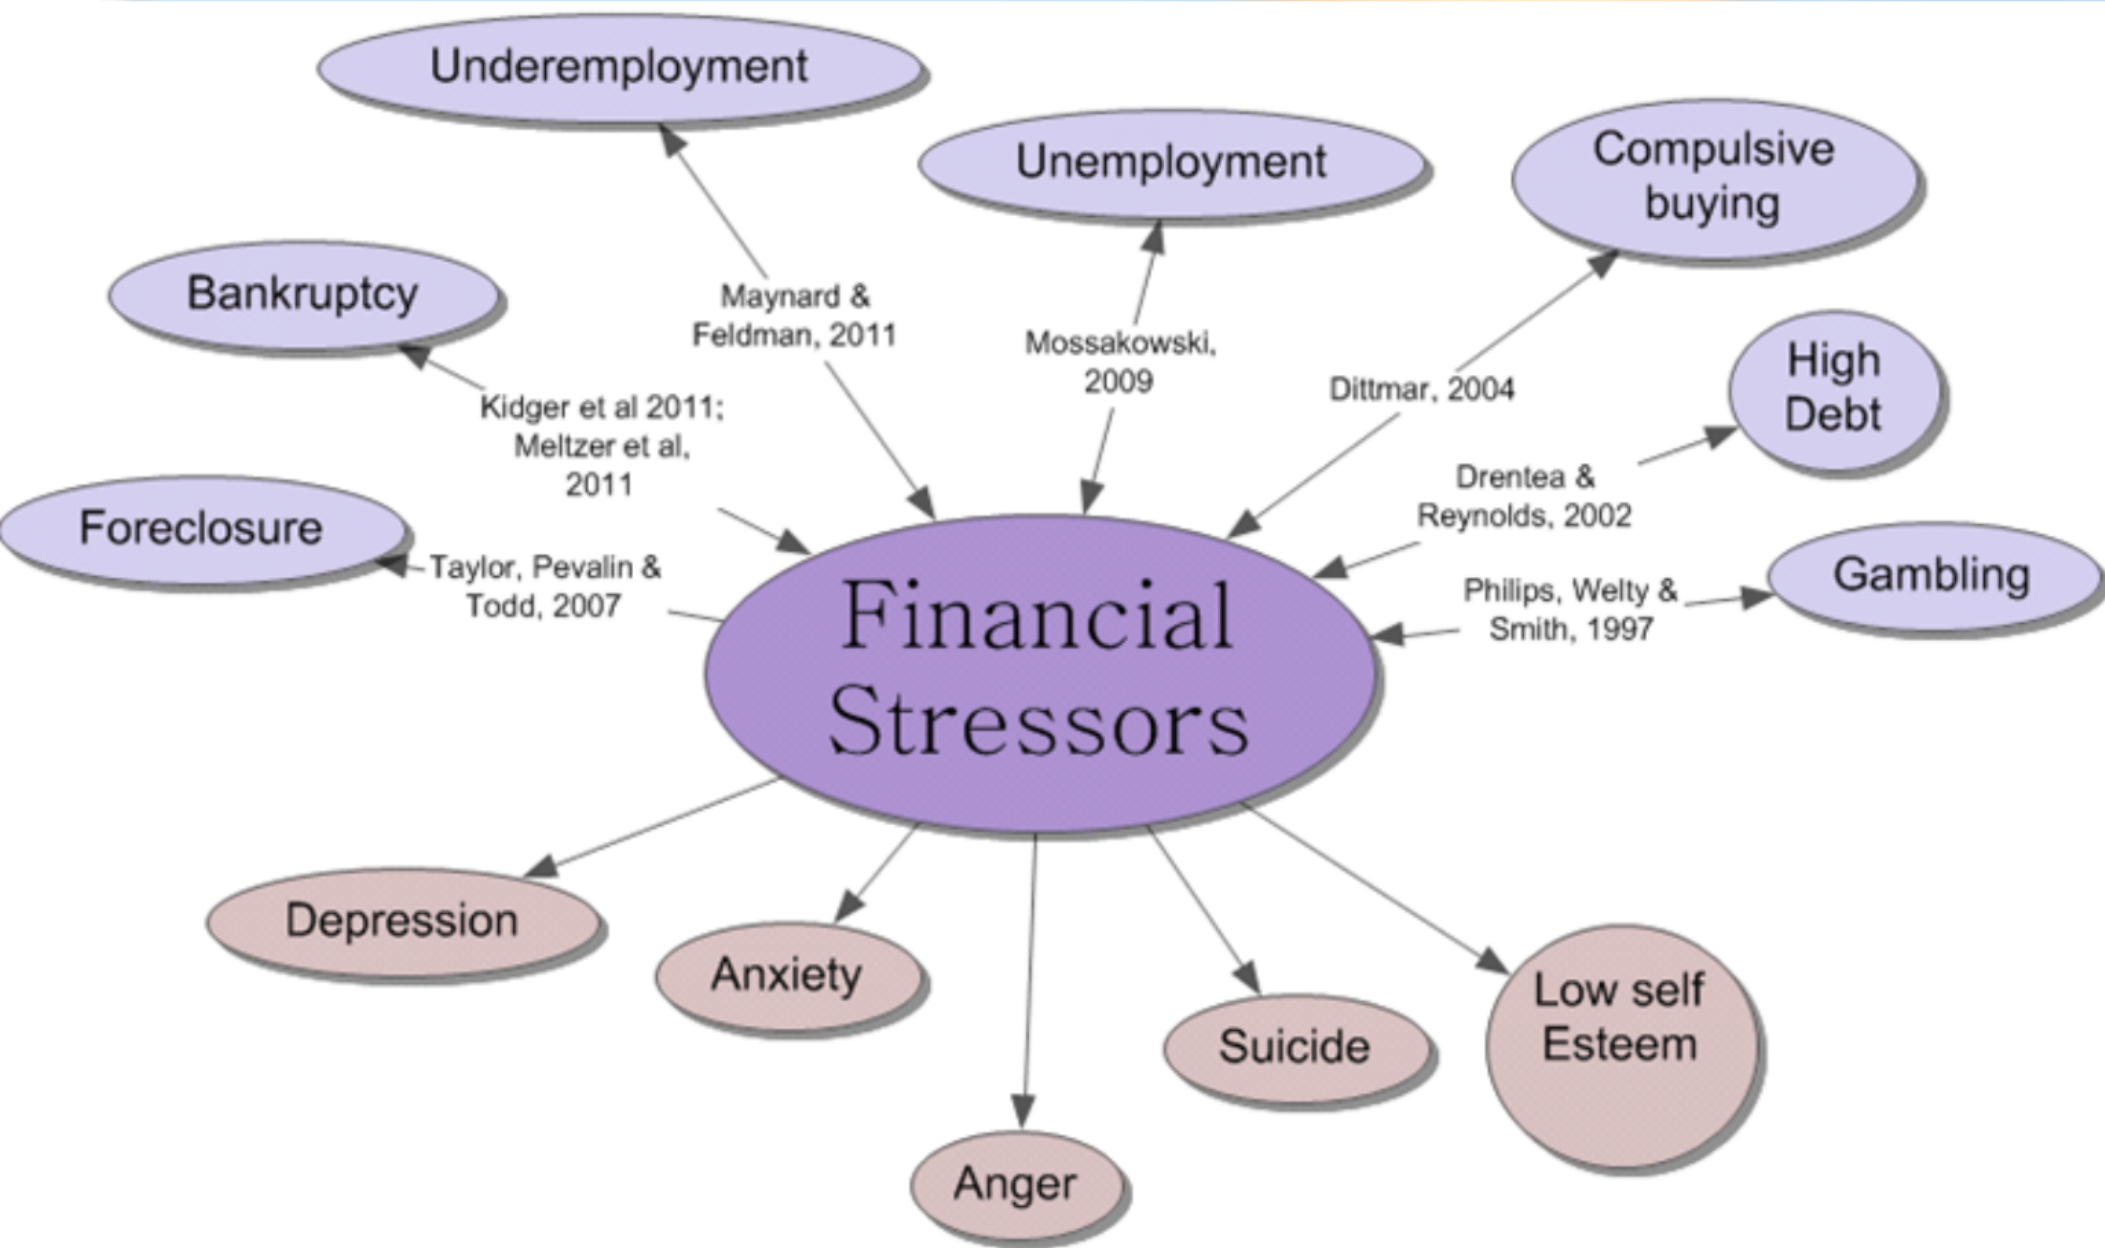 Underemployment
Unemployment
Compulsive
buying
Bankruptcy
Maynard &
Feldman, 2011
Mossakowski,
2009
Dittmar, 2004
High
Debt
Kidger et al 2011;
Meltzer et al,
2011
Drentea &
Reynolds, 2002
Foreclosure
Taylor, Pevalin &
Todd, 2007
Philips, Welty &
Smith, 1997
Gambling
Financial
Stressors
Depression
Anxiety
Anger
Suicide
Low self
Esteem